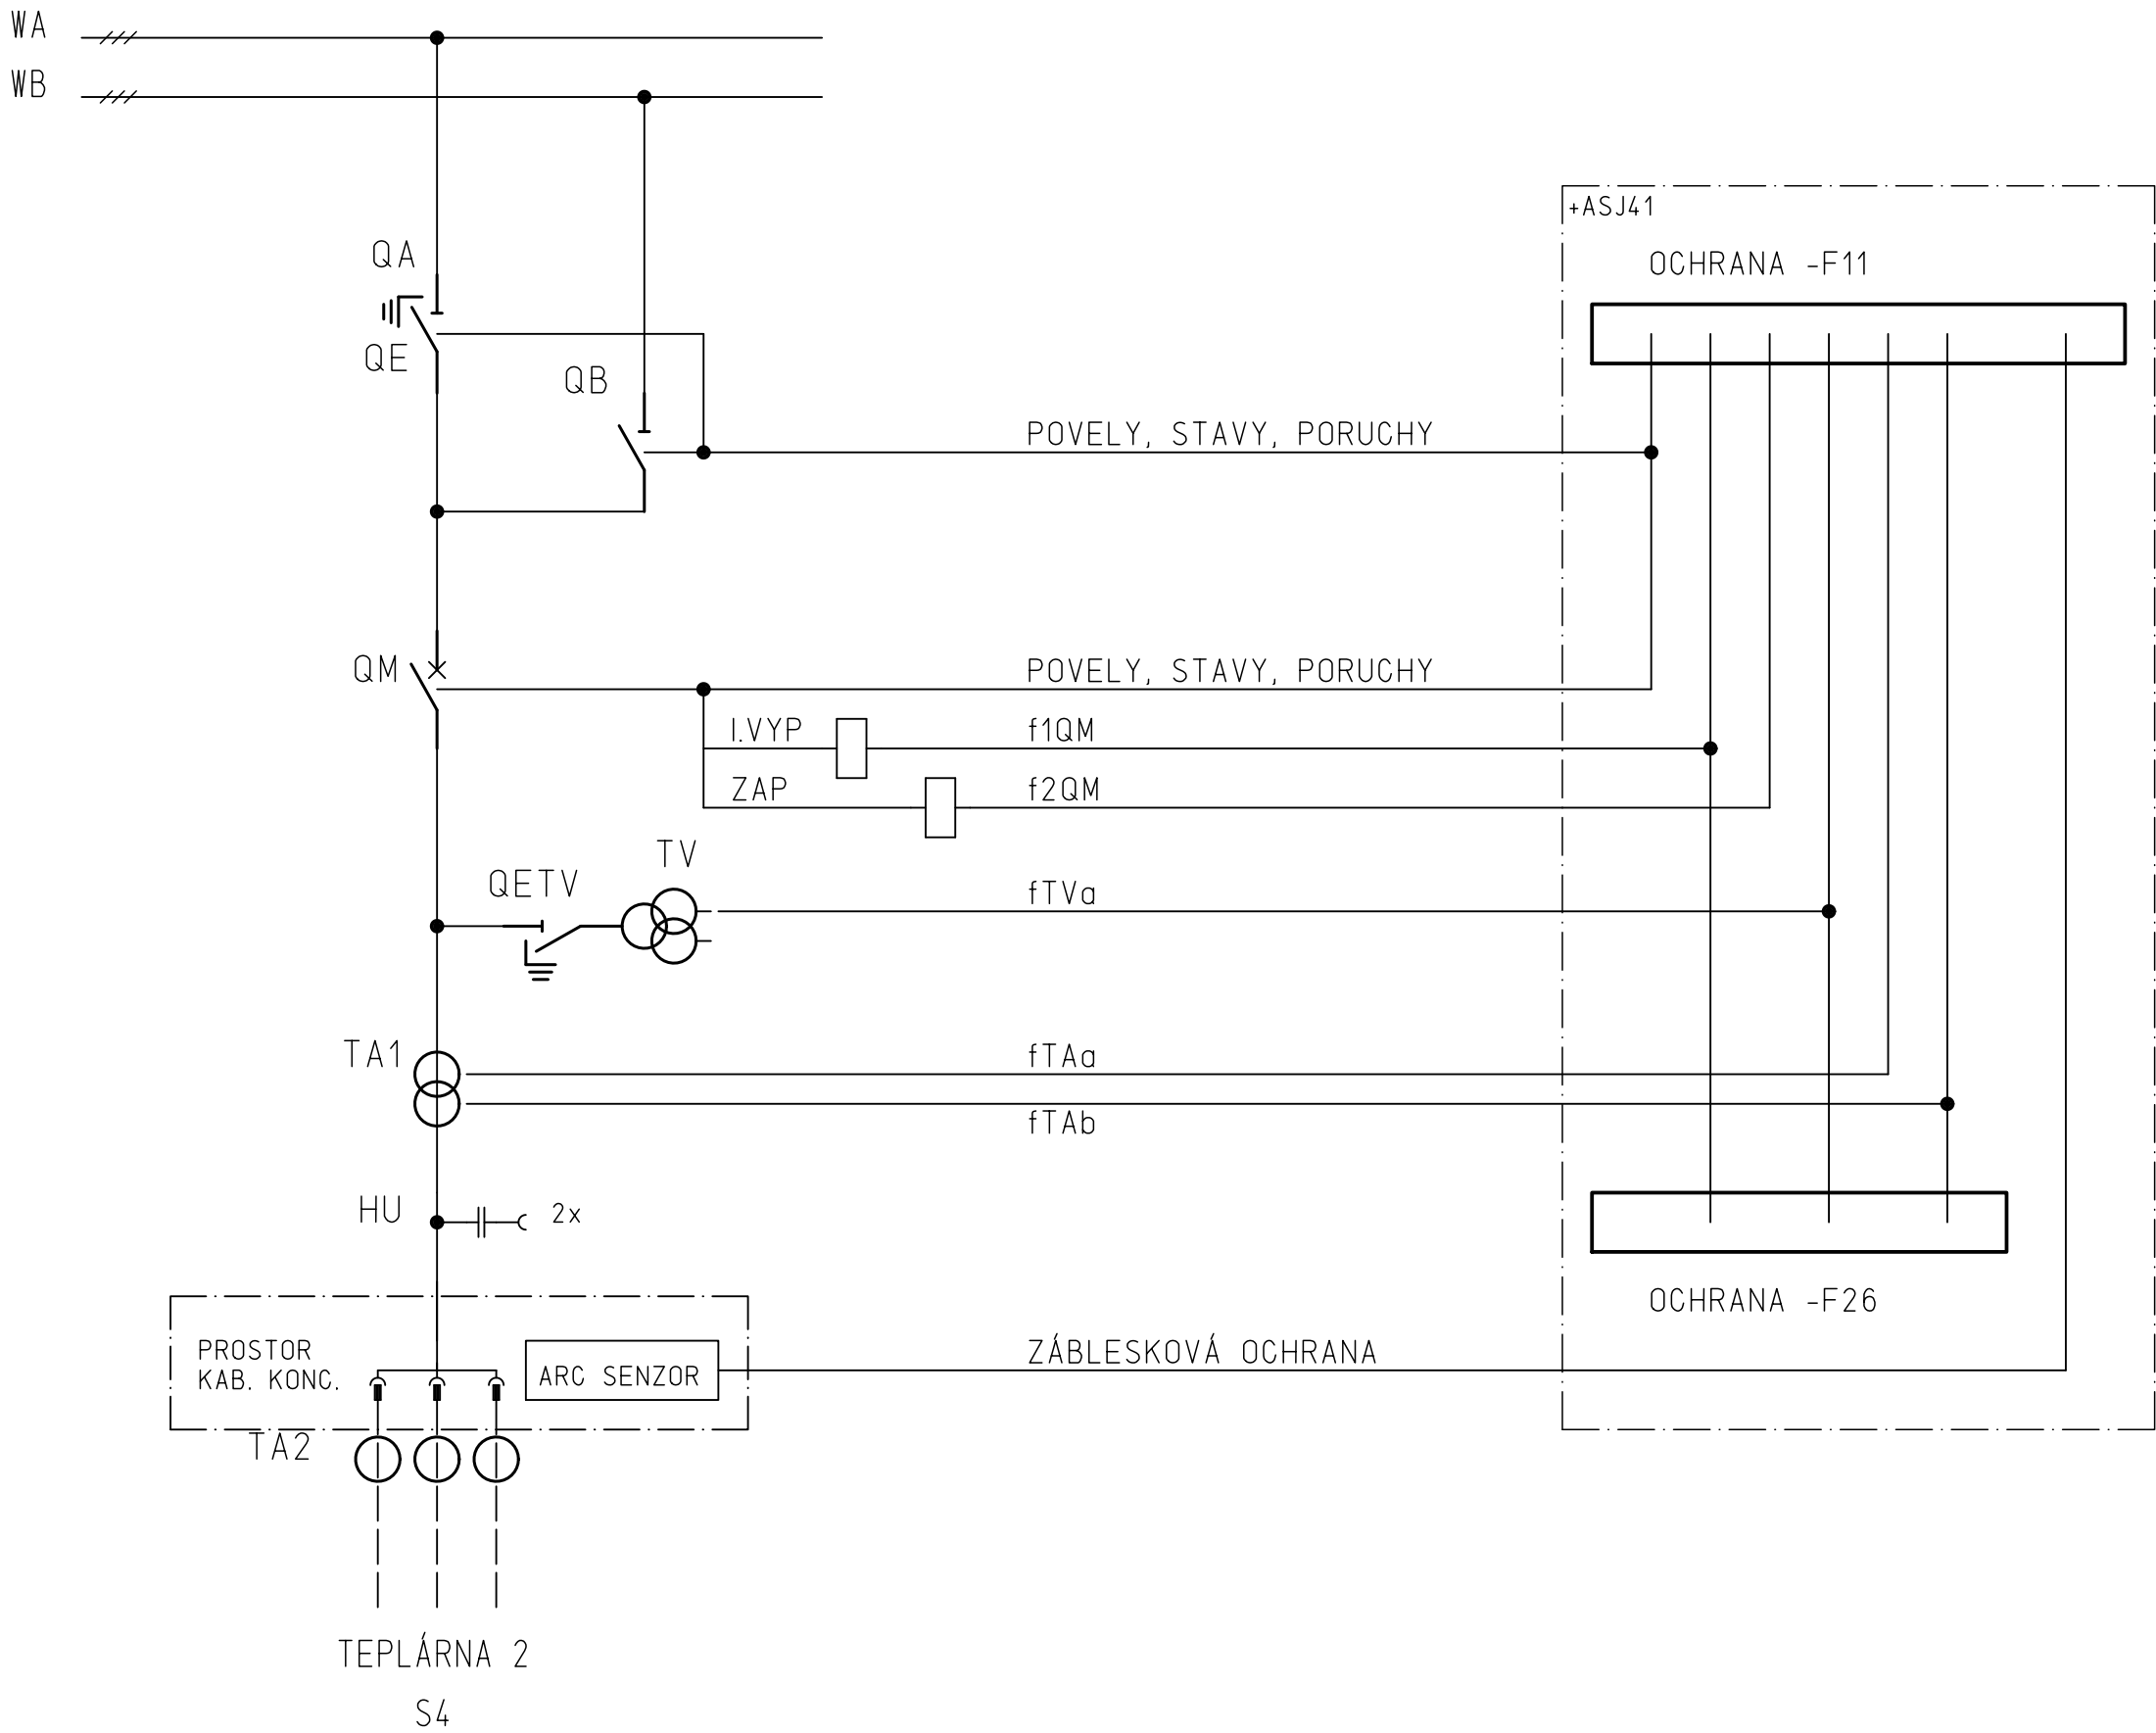 WA
WB
+ASJ41
QA
OCHRANA -F11
QE
QB
POVELY, STAVY, PORUCHY
QM
POVELY, STAVY, PORUCHY
I.VYP
f1QM
ZAP
f2QM
TV
QETV
fTVa
TA1
fTAa
fTAb
HU
2x
OCHRANA -F26
PROSTOR
KAB. KONC.
ARC SENZOR
ZÁBLESKOVÁ OCHRANA
TA2
TEPLÁRNA 2
S4